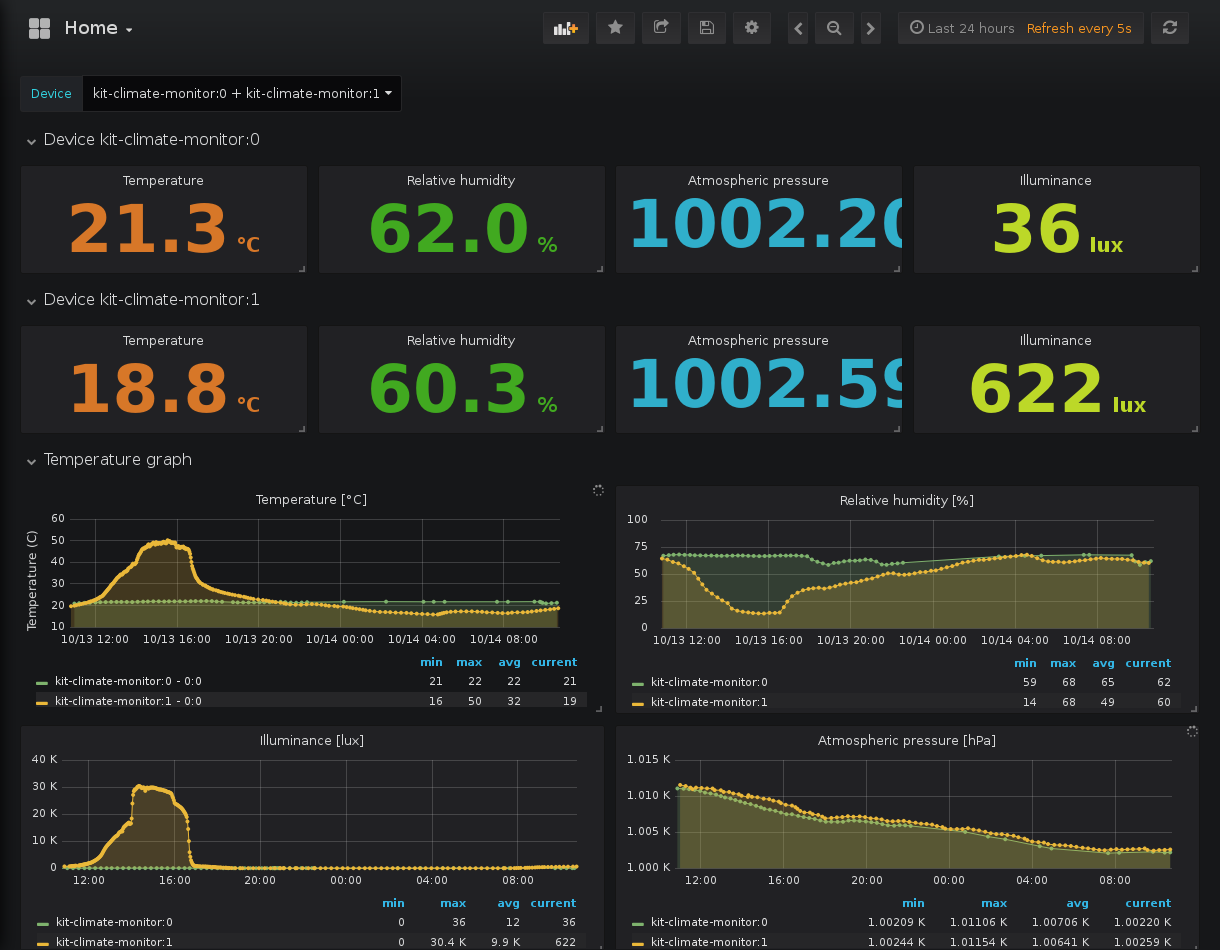 Home
Last 24 hours Refresh every 5s
Device kit-climate-monitor:0 + kit-climate-monitor:1
Device kit-climate-monitor:0
Temperature Relative humidity Atmospheric pressure Illuminance
21.3 °C 62.0 % 1002.20 36 lux
Device kit-climate-monitor:1
Temperature Relative humidity Atmospheric pressure Illuminance
18.8 °C 60.3 % 1002.59 622 lux
Temperature graph
Temperature [°C]
Temperature (C)
60
50
40
30
20
10
10/13 12:00 10/13 16:00 10/13 20:00 10/14 00:00 10/14 04:00 10/14 08:00
min max avg current
kit-climate-monitor:0 - 0:0 21 22 22 21
kit-climate-monitor:1 - 0:0 16 50 32 19
Relative humidity [%]
100
75
50
25
0
10/13 12:00 10/13 16:00 10/13 20:00 10/14 00:00 10/14 04:00 10/14 08:00
min max avg current
kit-climate-monitor:0 59 68 65 62
kit-climate-monitor:1 14 68 49 60
Illuminance [lux]
40 K
30 K
20 K
10 K
0
12:00 16:00 20:00 00:00 04:00 08:00
min max avg current
kit-climate-monitor:0 0 36 12 36
kit-climate-monitor:1 0 30.4 K 9.9 K 622
Atmospheric pressure [hPa]
1.015 K
1.010 K
1.005 K
1.000 K
12:00 16:00 20:00 00:00 04:00 08:00
min max avg current
kit-climate-monitor:0 1.00209 K 1.01106 K 1.00706 K 1.00220 K
kit-climate-monitor:1 1.00244 K 1.01154 K 1.00641 K 1.00259 K